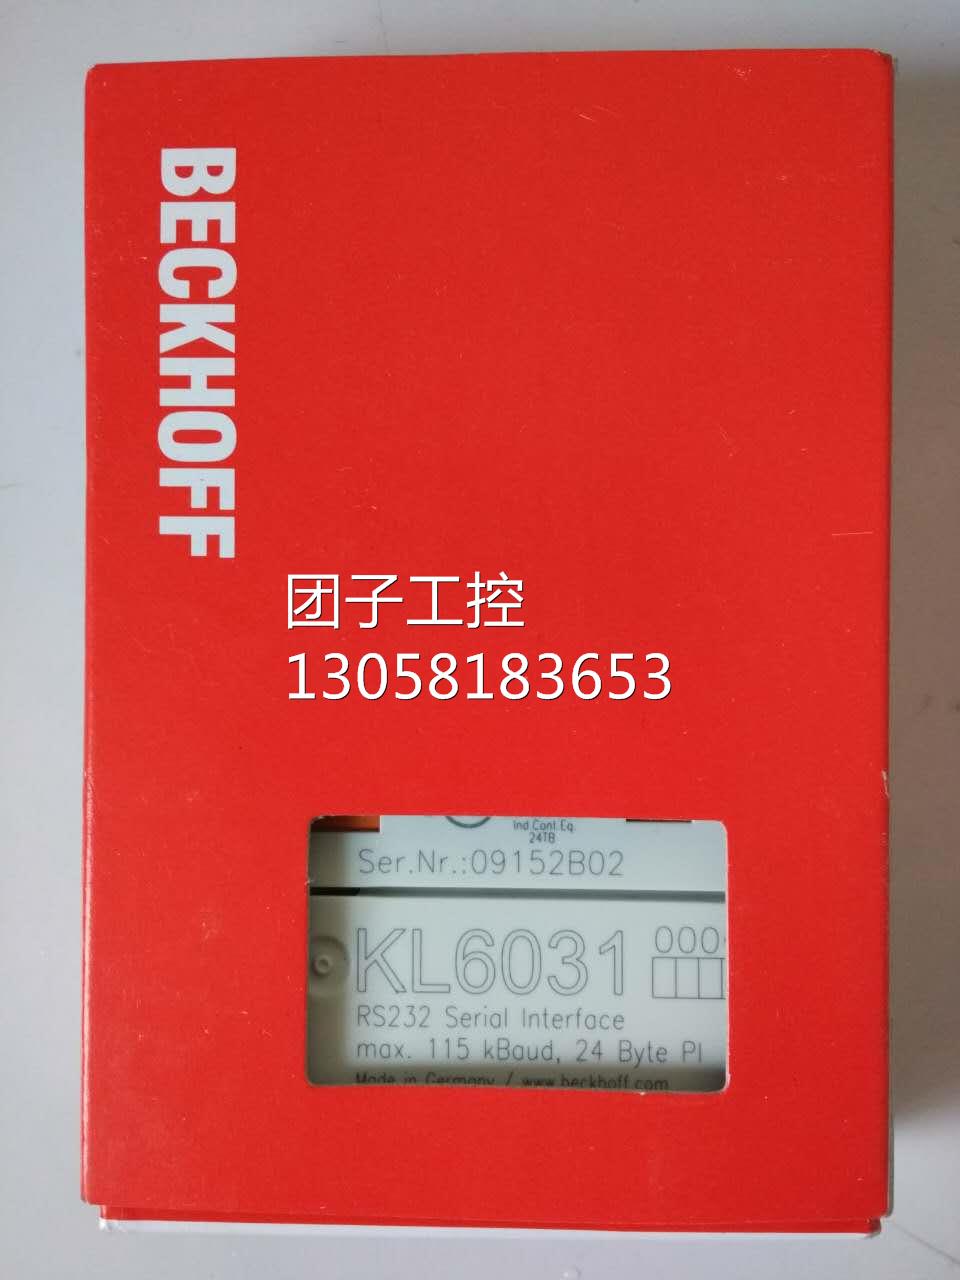 BECKHOFF
团子工控
13058183653
Ind.Cont.Eq.
24TB
Ser.Nr.:09152B02
KL6031
000
RS232 Serial Interface
max. 115 kBaud, 24 Byte PI
Made in Germany / www.beckhoff.com